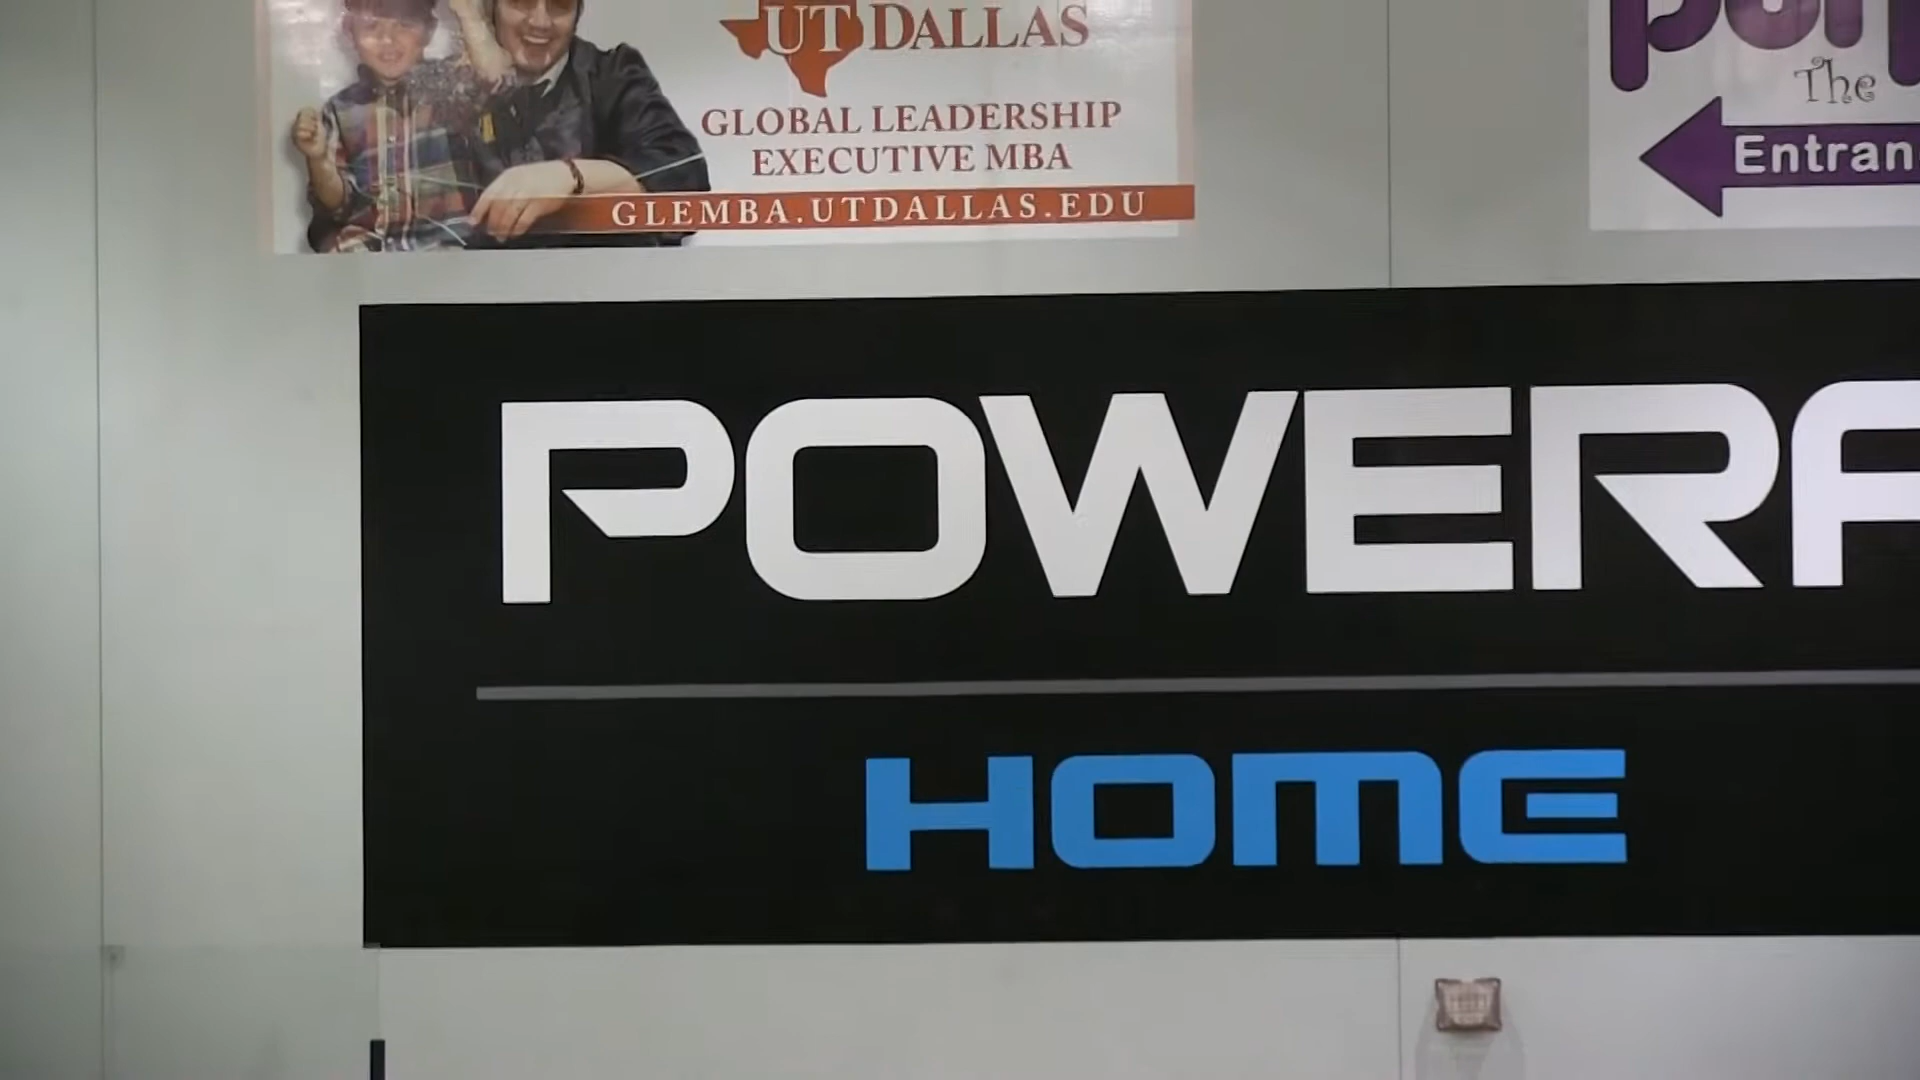 UT DALLAS
GLOBAL LEADERSHIP
EXECUTIVE MBA
GLEMBA.UTDALLAS.EDU
The
Entran
POWERA
HOME